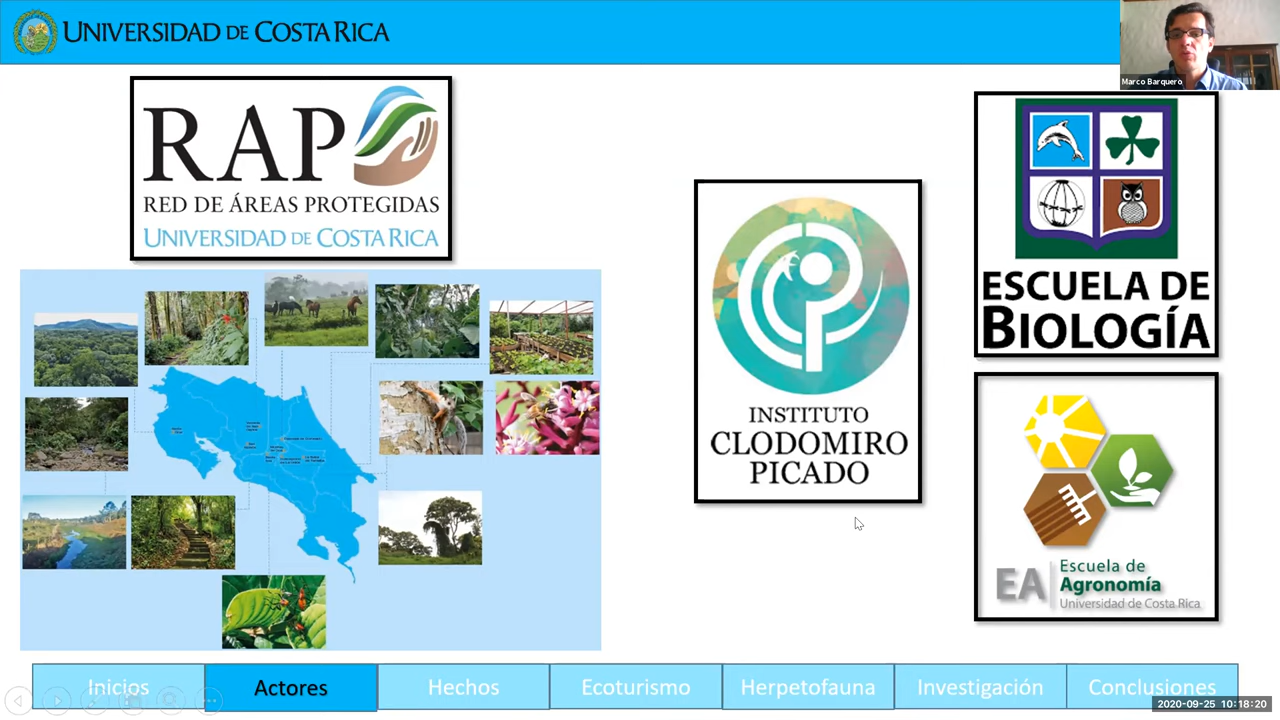 UNIVERSIDAD DE COSTA RICA
Marco Barquero
RAP
RED DE ÁREAS PROTEGIDAS
UNIVERSIDAD DE COSTA RICA
INSTITUTO
CLODOMIRO
PICADO
ESCUELA DE
BIOLOGÍA
EA
Escuela de
Agronomía
Universidad de Costa Rica
Inicios
Actores
Hechos
Ecoturismo
Herpetofauna
Investigación
Conclusiones
2020-09-25 10:18:20